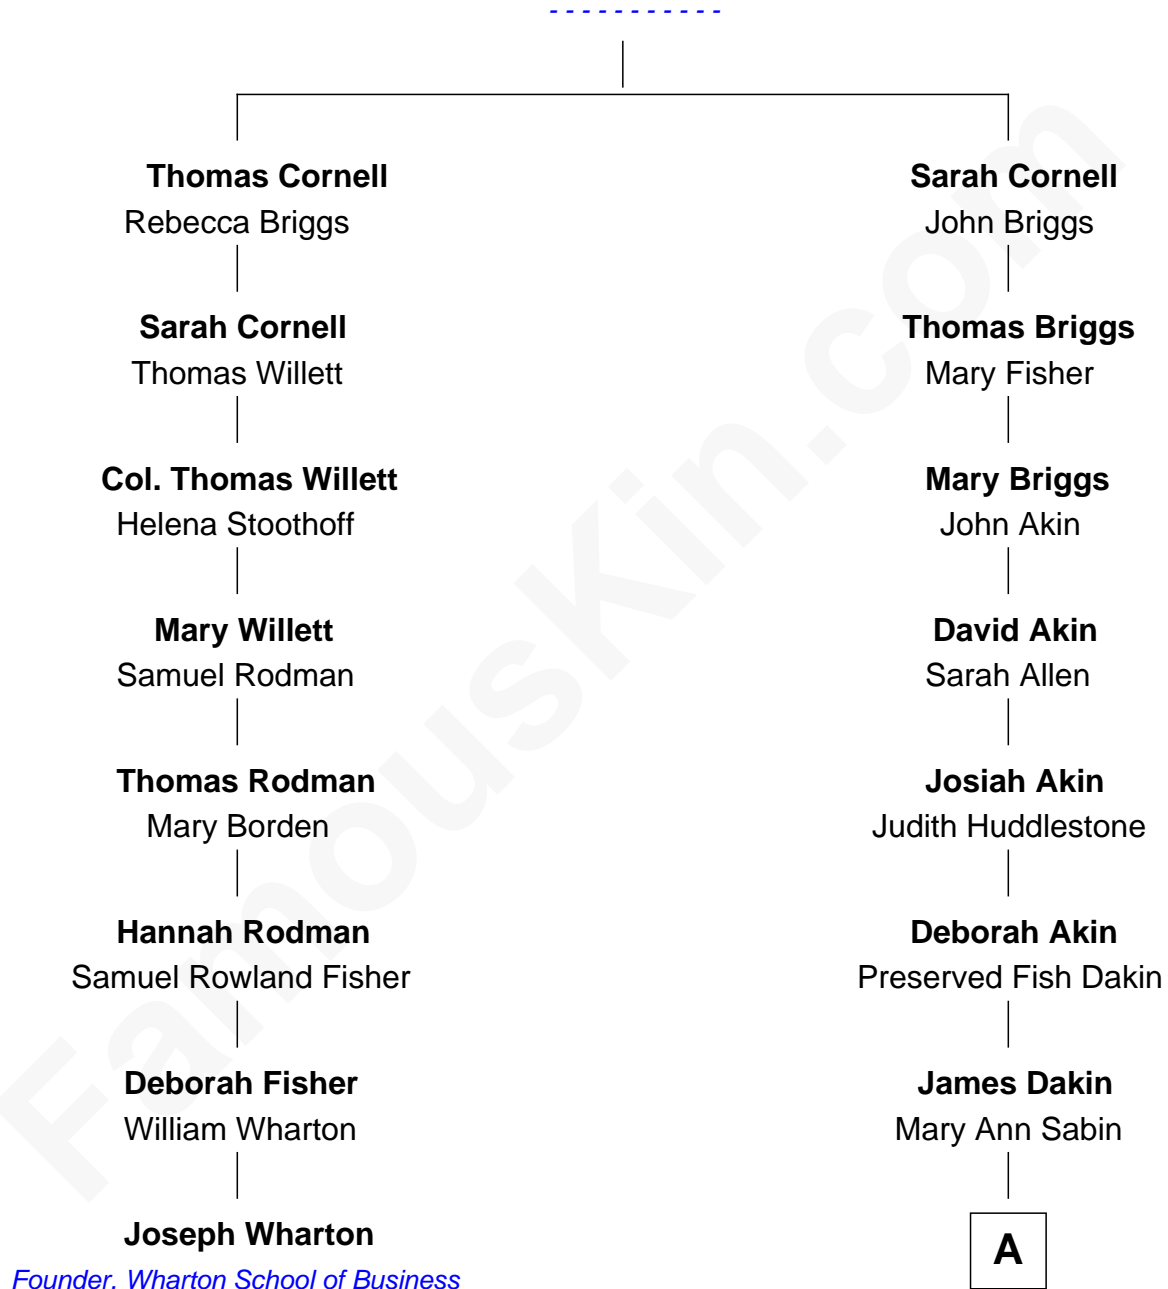 - - - - - - - - - - -
Thomas Cornell
Rebecca Briggs
Sarah Cornell
John Briggs
Sarah Cornell
Thomas Willett
Thomas Briggs
Mary Fisher
Col. Thomas Willett
Helena Stoothoff
Mary Briggs
John Akin
Mary Willett
Samuel Rodman
David Akin
Sarah Allen
Thomas Rodman
Mary Borden
Josiah Akin
Judith Huddlestone
Hannah Rodman
Samuel Rowland Fisher
Deborah Akin
Preserved Fish Dakin
Deborah Fisher
William Wharton
James Dakin
Mary Ann Sabin
Joseph Wharton
Founder, Wharton School of Business
A
FamousKin.com